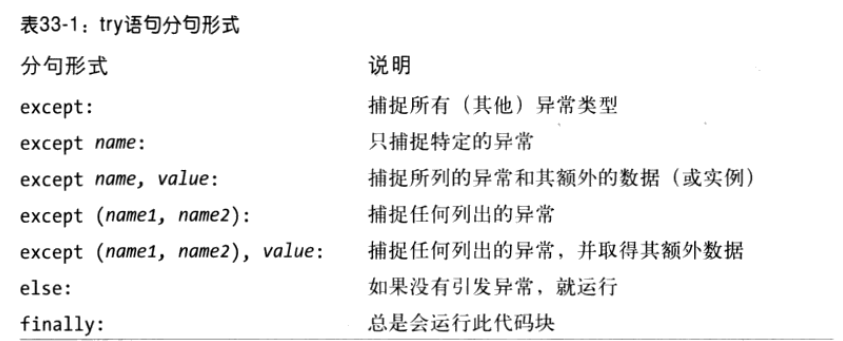 表33-1：try语句分句形式
分句形式 说明
except: 捕捉所有（其他）异常类型
except name: 只捕捉特定的异常
except name, value: 捕捉所列的异常和其额外的数据（或实例）
except (name1, name2): 捕捉任何列出的异常
except (name1, name2), value: 捕捉任何列出的异常，并取得其额外数据
else: 如果没有引发异常，就运行
finally: 总是会运行此代码块